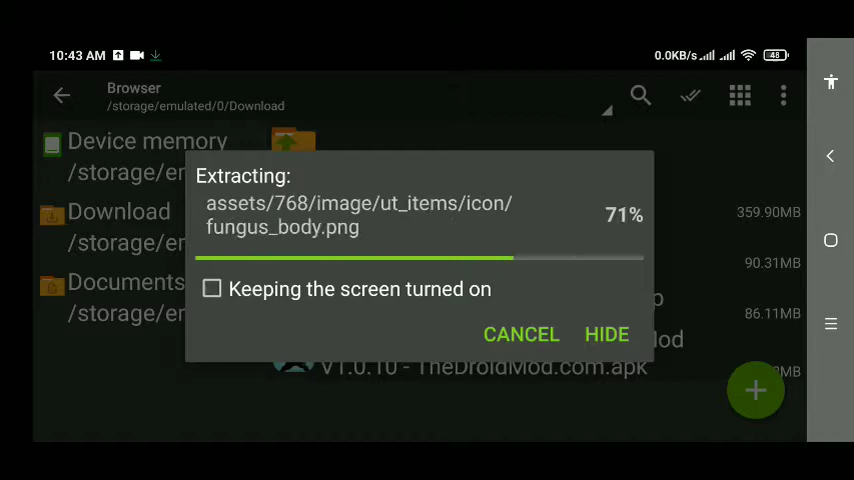 10:43 AM
0.0KB/s
48
Browser
/storage/emulated/0/Download
Device memory
/storage/em
Download
/storage/em
Documents
/storage/em
359.90MB
90.31MB
86.11MB
MB
Extracting:
assets/768/image/ut_items/icon/
fungus_body.png
71%
Keeping the screen turned on
CANCEL
HIDE
p
Mod
V1.0.10 - TheDroidMod.com.apk